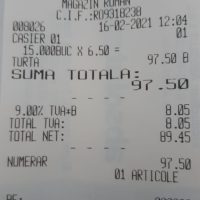 MAGAZIN ROMAN
C.I.F.:RO9318238
008026 16-02-2021 12:04
CASIER 01 01
15.000BUC X 6.50 =
TURTA 97.50 B
SUMA TOTALA:
97.50
- - - > - - - < - - -
9.00% TVA*B 8.05
TOTAL TVA: 8.05
TOTAL NET: 89.45
NUMERAR 97.50
01 ARTICOLE